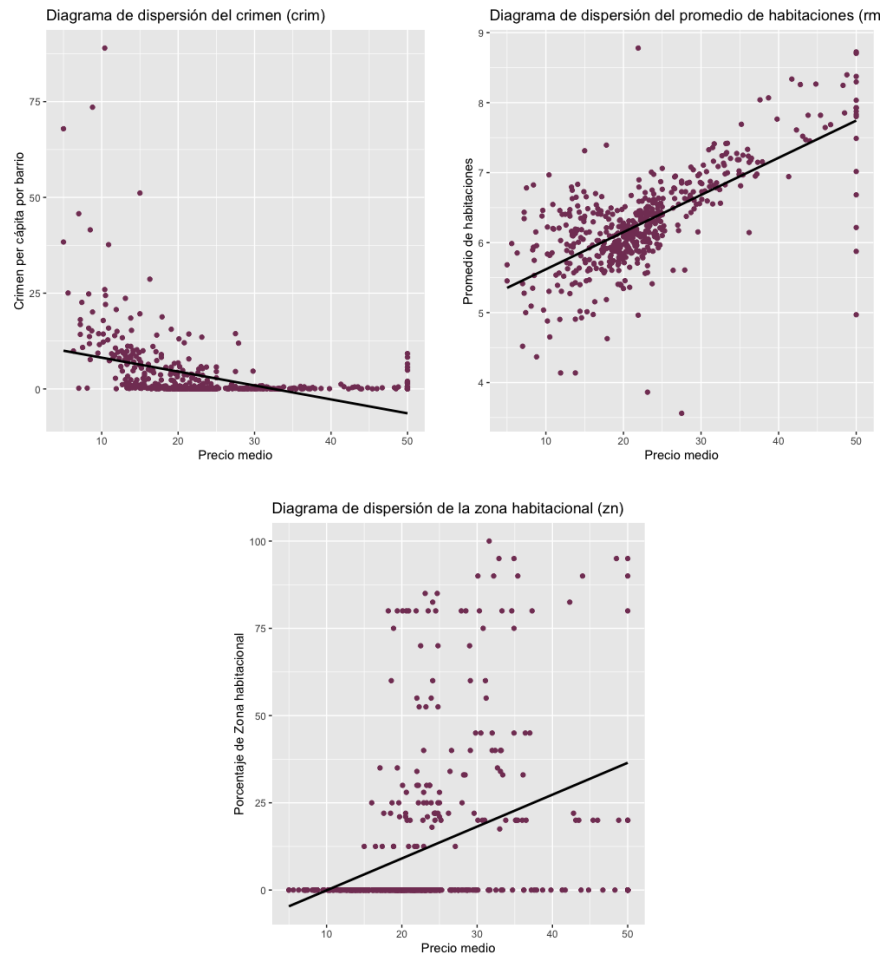 Diagrama de dispersión del crimen (crim)
Crimen per cápita por barrio
75
50
25
0
10 20 30 40 50
Precio medio
Diagrama de dispersión del promedio de habitaciones (rm
Promedio de habitaciones
9
8
7
6
5
4
10 20 30 40 50
Precio medio
Diagrama de dispersión de la zona habitacional (zn)
Porcentaje de Zona habitacional
100
75
50
25
0
10 20 30 40 50
Precio medio